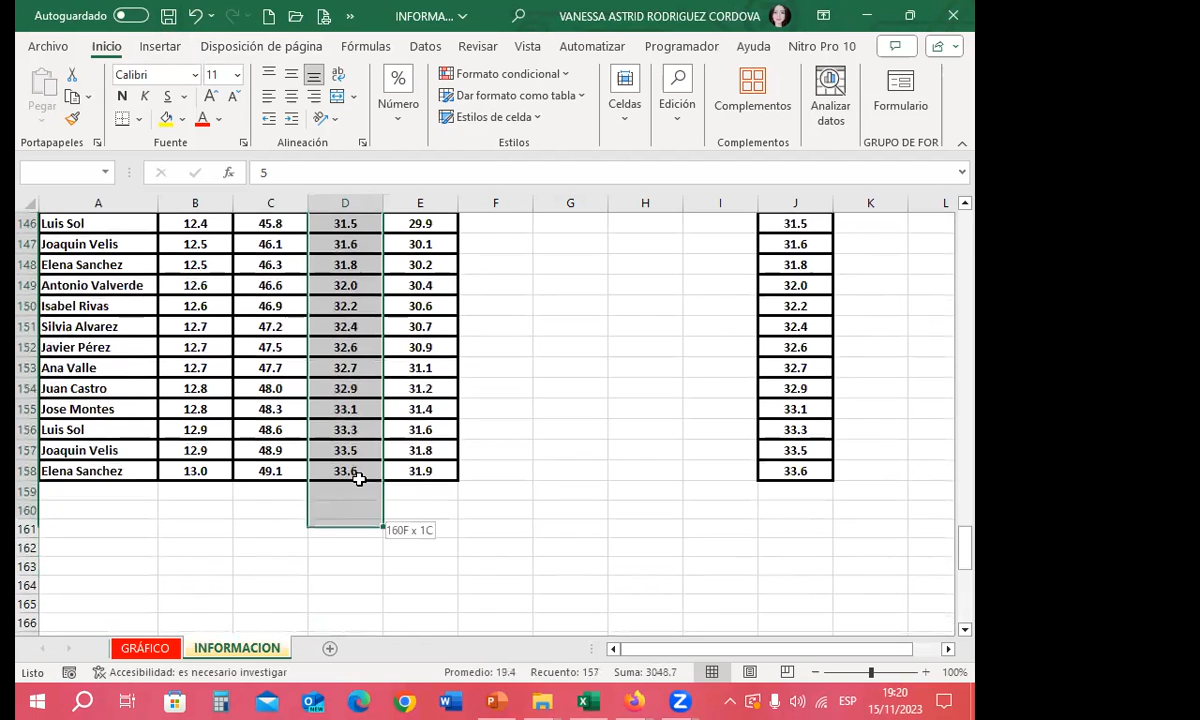 Autoguardado INFORMA... VANESSA ASTRID RODRIGUEZ CORDOVA
Archivo Inicio Insertar Disposición de página Fórmulas Datos Revisar Vista Automatizar Programador Ayuda Nitro Pro 10
Pegar Calibri 11 N K S Número Formato condicional Dar formato como tabla Estilos de celda Celdas Edición Complementos Analizar datos Formulario
Portapapeles Fuente Alineación Estilos Complementos GRUPO DE FOR
fx 5
A B C D E F G H I J K L
146 Luis Sol 12.4 45.8 31.5 29.9 31.5
147 Joaquin Velis 12.5 46.1 31.6 30.1 31.6
148 Elena Sanchez 12.5 46.3 31.8 30.2 31.8
149 Antonio Valverde 12.6 46.6 32.0 30.4 32.0
150 Isabel Rivas 12.6 46.9 32.2 30.6 32.2
151 Silvia Alvarez 12.7 47.2 32.4 30.7 32.4
152 Javier Pérez 12.7 47.5 32.6 30.9 32.6
153 Ana Valle 12.7 47.7 32.7 31.1 32.7
154 Juan Castro 12.8 48.0 32.9 31.2 32.9
155 Jose Montes 12.8 48.3 33.1 31.4 33.1
156 Luis Sol 12.9 48.6 33.3 31.6 33.3
157 Joaquin Velis 12.9 48.9 33.5 31.8 33.5
158 Elena Sanchez 13.0 49.1 33.6 31.9 33.6
159
160
161 160F x 1C
162
163
164
165
166
GRÁFICO INFORMACION
Listo Accesibilidad: es necesario investigar Promedio: 19.4 Recuento: 157 Suma: 3048.7 100%
ESP 19:20
15/11/2023